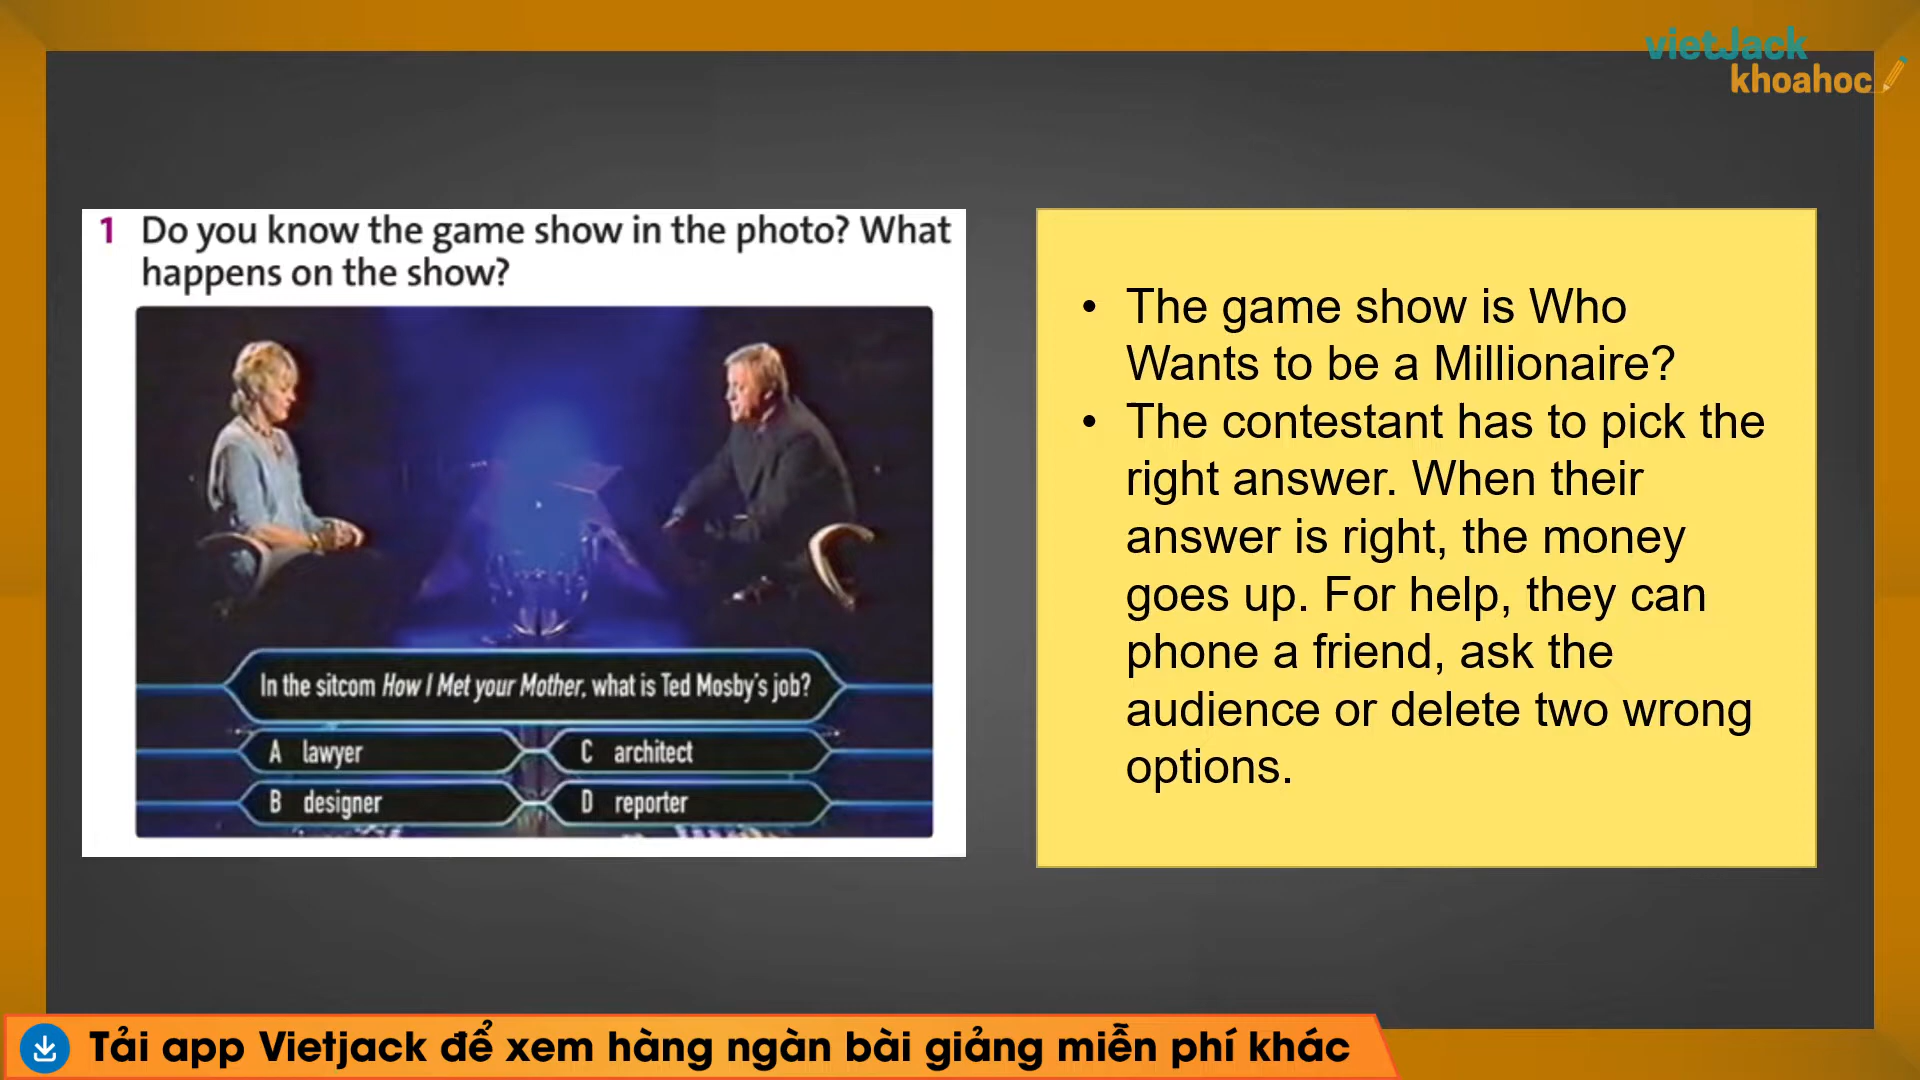 vietJack
khoahoc
1 Do you know the game show in the photo? What
happens on the show?
In the sitcom How I Met your Mother, what is Ted Mosby's job?
A lawyer
C architect
B designer
D reporter
• The game show is Who
Wants to be a Millionaire?
• The contestant has to pick the
right answer. When their
answer is right, the money
goes up. For help, they can
phone a friend, ask the
audience or delete two wrong
options.
Tải app Vietjack để xem hàng ngàn bài giảng miễn phí khác